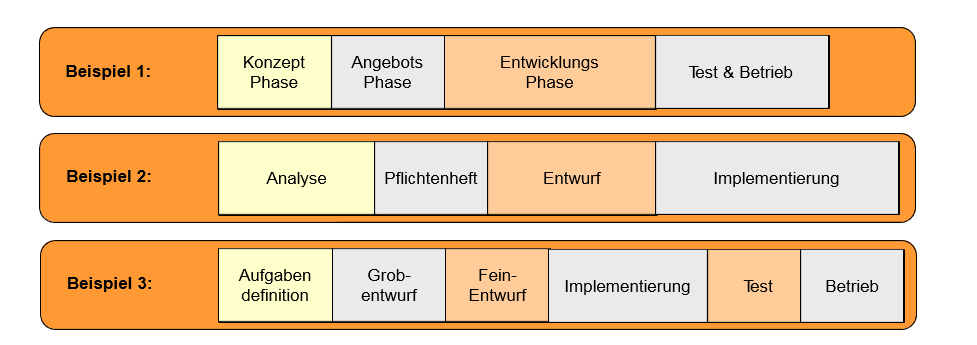 Beispiel 1:
Konzept
Phase
Angebots
Phase
Entwicklungs
Phase
Test & Betrieb
Beispiel 2:
Analyse
Pflichtenheft
Entwurf
Implementierung
Beispiel 3:
Aufgaben
definition
Grob-
entwurf
Fein-
Entwurf
Implementierung
Test
Betrieb